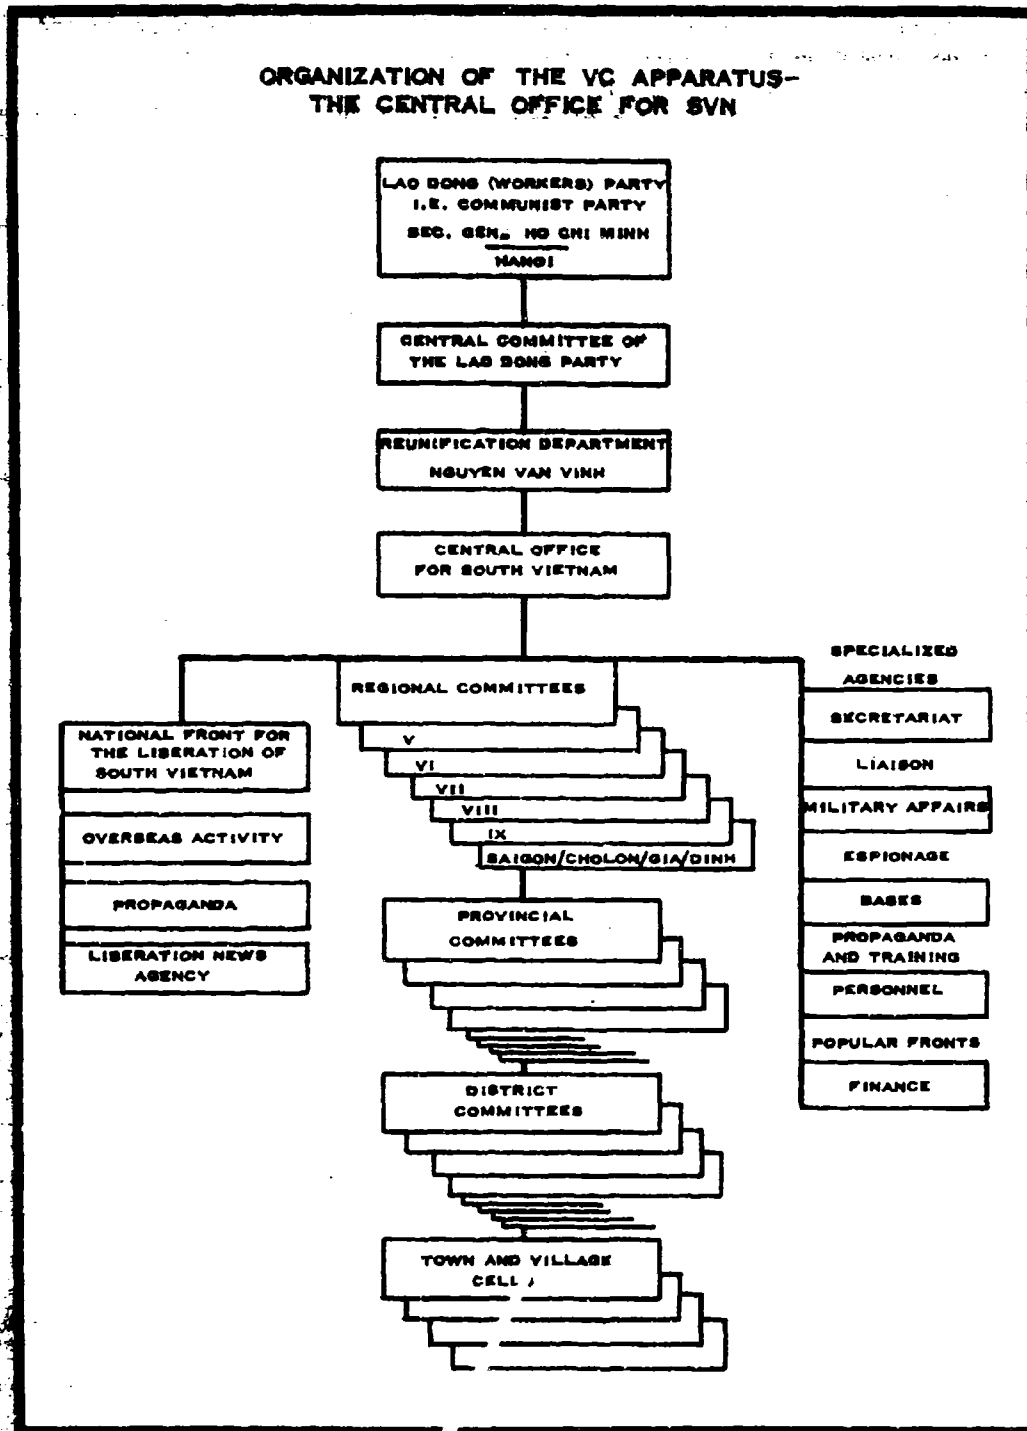 ORGANIZATION OF THE VC APPARATUS-
THE CENTRAL OFFICE FOR SVN
LAO DONG (WORKERS) PARTY
I.E. COMMUNIST PARTY
SEC. GEN. HO CHI MINH
HANOI
CENTRAL COMMITTEE OF
THE LAO DONG PARTY
REUNIFICATION DEPARTMENT
NGUYEN VAN VINH
CENTRAL OFFICE
FOR SOUTH VIETNAM
NATIONAL FRONT FOR
THE LIBERATION OF
SOUTH VIETNAM
OVERSEAS ACTIVITY
PROPAGANDA
LIBERATION NEWS
AGENCY
REGIONAL COMMITTEES
V
VI
VII
VIII
IX
SAIGON/CHOLON/GIA/DINH
PROVINCIAL
COMMITTEES
DISTRICT
COMMITTEES
TOWN AND VILLAGE
CELL
SPECIALIZED
AGENCIES
SECRETARIAT
LIAISON
MILITARY AFFAIRS
ESPIONAGE
BASES
PROPAGANDA
AND TRAINING
PERSONNEL
POPULAR FRONTS
FINANCE